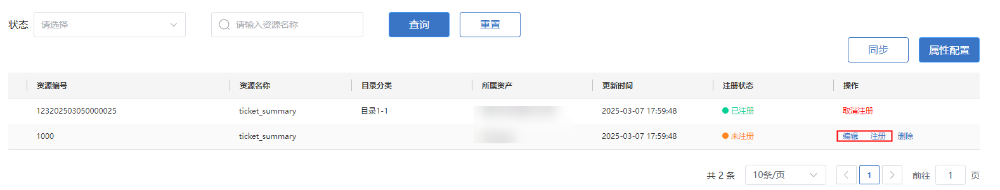 状态 请选择 请输入资源名称 查询 重置
同步 属性配置
资源编号 资源名称 目录分类 所属资产 更新时间 注册状态 操作
123202503050000025 ticket_summary 目录1-1 2025-03-07 17:59:48 已注册 取消注册
1000 ticket_summary 2025-03-07 17:59:48 未注册 编辑 注册 删除
共 2 条 10条/页 1 前往 1 页